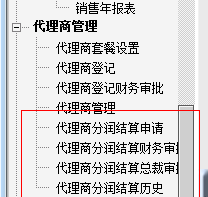 销售年报表
代理商管理
代理商套餐设置
代理商登记
代理商登记财务审批
代理商管理
代理商分润结算申请
代理商分润结算财务审
代理商分润结算总裁审
代理商分润结算历史